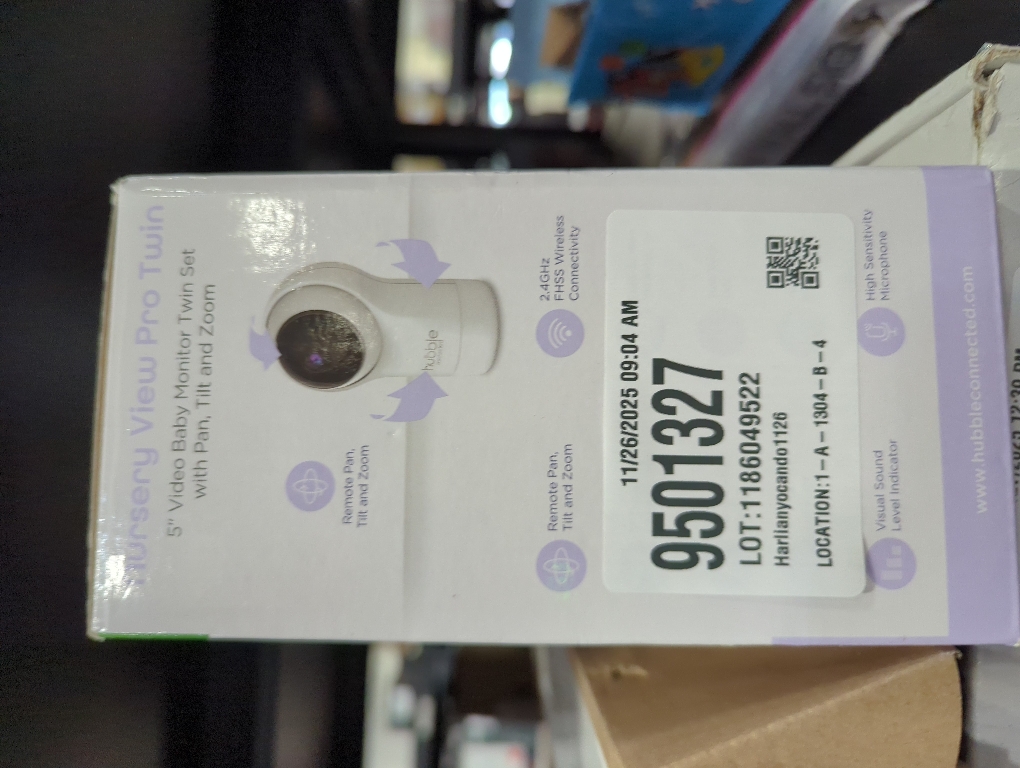 Nursery View Pro Twin
5" Video Baby Monitor Twin Set
with Pan, Tilt and Zoom
Remote Pan,
Tilt and Zoom
hubble
Remote Pan,
Tilt and Zoom
2.4GHz
FHSS Wireless
Connectivity
11/26/2025 09:04 AM
9501327
LOT:1186049522
Harlianyocando1126
LOCATION:1-A-1304-B-4
Visual Sound
Level Indicator
High Sensitivity
Microphone
www.hubbleconnected.com